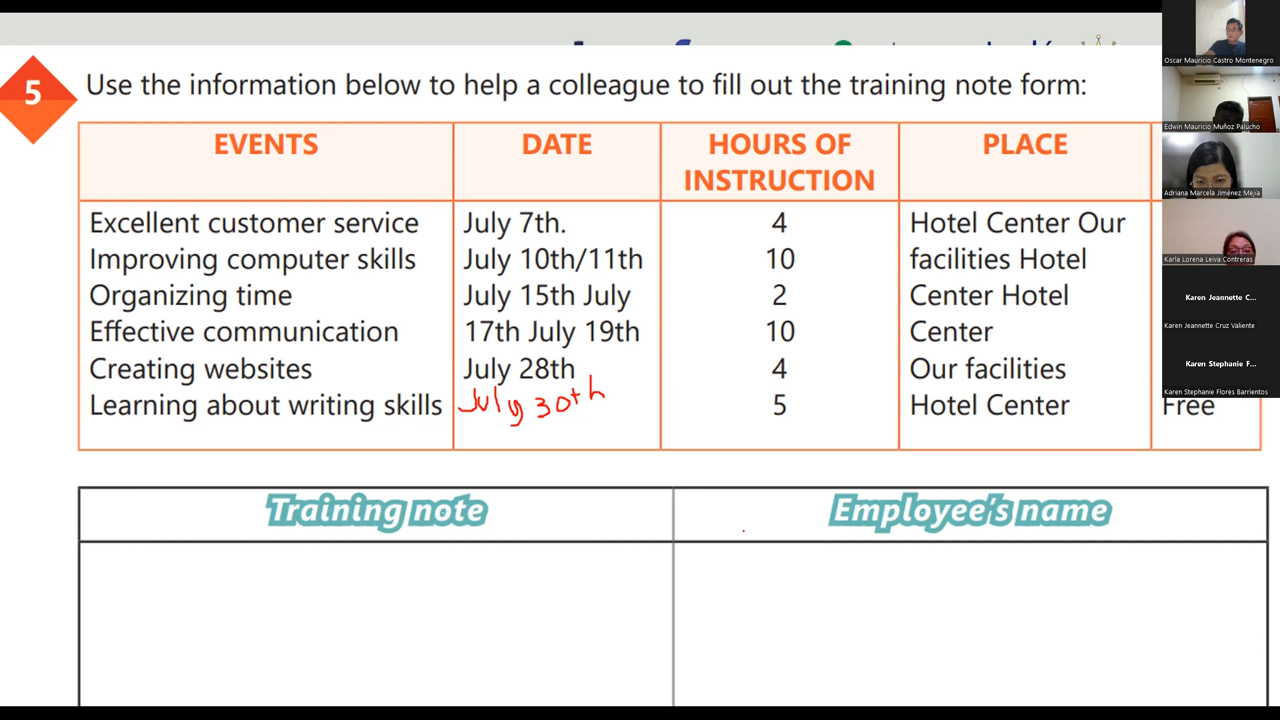 5
Use the information below to help a colleague to fill out the training note form:
EVENTS DATE HOURS OF INSTRUCTION PLACE
Excellent customer service July 7th. 4 Hotel Center Our
Improving computer skills July 10th/11th 10 facilities Hotel
Organizing time July 15th July 2 Center Hotel
Effective communication 17th July 19th 10 Center
Creating websites July 28th 4 Our facilities
Learning about writing skills July 30th 5 Hotel Center Free
Training note Employee's name
Oscar Mauricio Castro Montenegro
Edwin Mauricio Muñoz Palucho
Adriana Marcela Jiménez Mejía
Karla Lorena Leiva Contreras
Karen Jeannette C...
Karen Jeannette Cruz Valiente
Karen Stephanie F...
Karen Stephanie Flores Barrientos